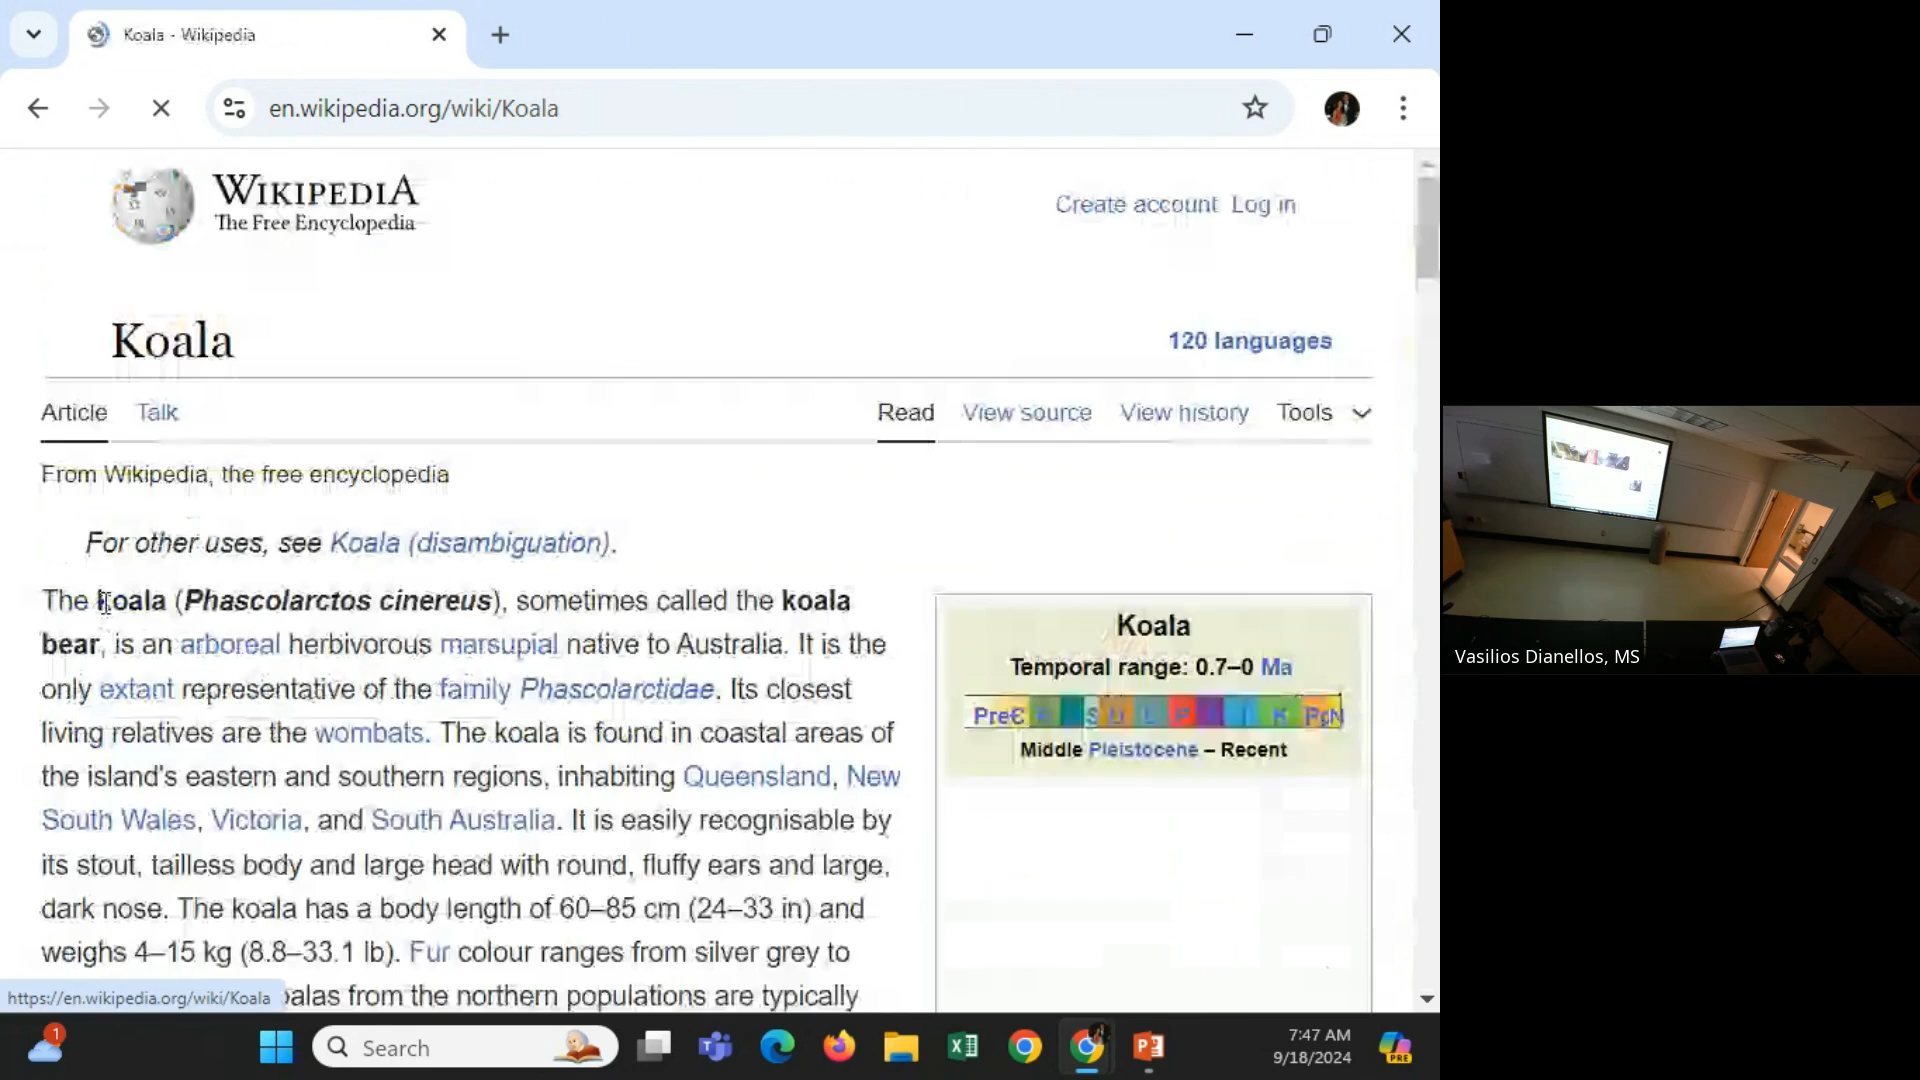 Koala - Wikipedia
en.wikipedia.org/wiki/Koala
WIKIPEDIA
The Free Encyclopedia
Create account Log in
Koala
120 languages
Article Talk
Read View source View history Tools
From Wikipedia, the free encyclopedia
For other uses, see Koala (disambiguation).
The koala (Phascolarctos cinereus), sometimes called the koala
bear, is an arboreal herbivorous marsupial native to Australia. It is the
only extant representative of the family Phascolarctidae. Its closest
living relatives are the wombats. The koala is found in coastal areas of
the island's eastern and southern regions, inhabiting Queensland, New
South Wales, Victoria, and South Australia. It is easily recognisable by
its stout, tailless body and large head with round, fluffy ears and large,
dark nose. The koala has a body length of 60–85 cm (24–33 in) and
weighs 4–15 kg (8.8–33.1 lb). Fur colour ranges from silver grey to
oalas from the northern populations are typically
https://en.wikipedia.org/wiki/Koala
Koala
Temporal range: 0.7–0 Ma
PreЄ S P K PgN
Middle Pleistocene – Recent
Vasilios Dianellos, MS
1
Search
7:47 AM
9/18/2024
PRE